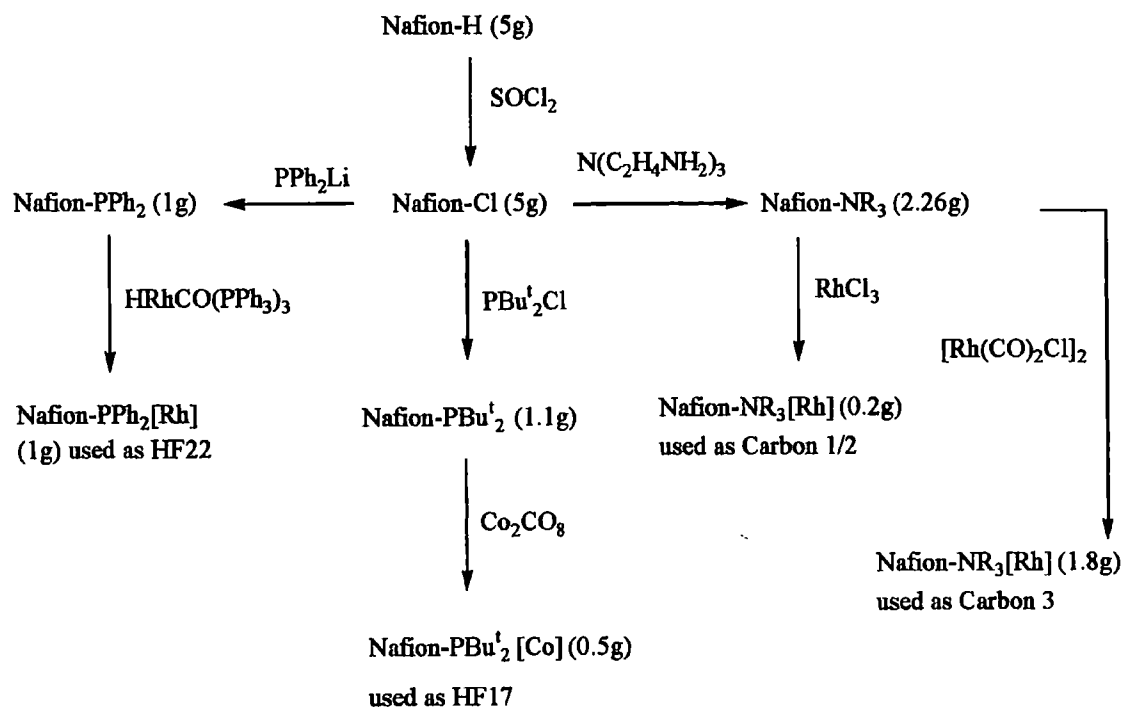 Nafion-H (5g)
SOCl₂
N(C₂H₄NH₂)₃
PPh₂Li
Nafion-PPh₂ (1g)
Nafion-Cl (5g)
Nafion-NR₃ (2.26g)
HRhCO(PPh₃)₃
PBuᵗ₂Cl
RhCl₃
[Rh(CO)₂Cl]₂
Nafion-PPh₂[Rh]
(1g) used as HF22
Nafion-PBuᵗ₂ (1.1g)
Nafion-NR₃[Rh] (0.2g)
used as Carbon 1/2
Co₂CO₈
Nafion-NR₃[Rh] (1.8g)
used as Carbon 3
Nafion-PBuᵗ₂ [Co] (0.5g)
used as HF17